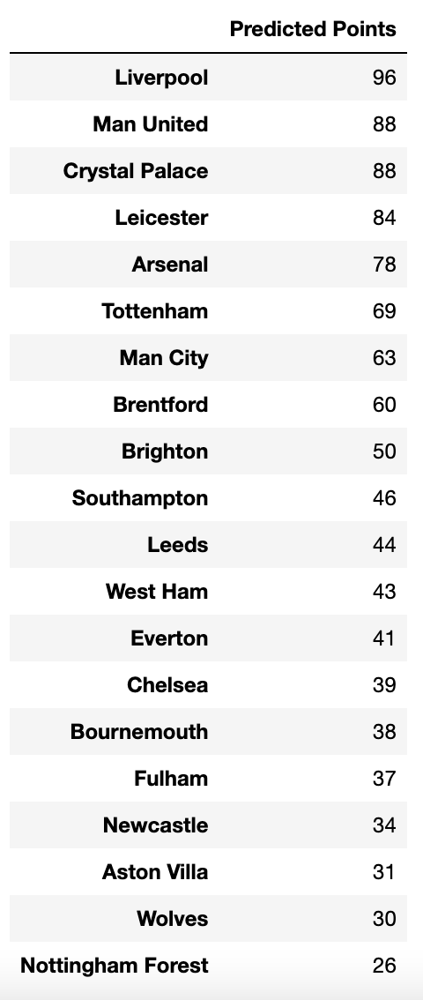 Predicted Points
Liverpool 96
Man United 88
Crystal Palace 88
Leicester 84
Arsenal 78
Tottenham 69
Man City 63
Brentford 60
Brighton 50
Southampton 46
Leeds 44
West Ham 43
Everton 41
Chelsea 39
Bournemouth 38
Fulham 37
Newcastle 34
Aston Villa 31
Wolves 30
Nottingham Forest 26